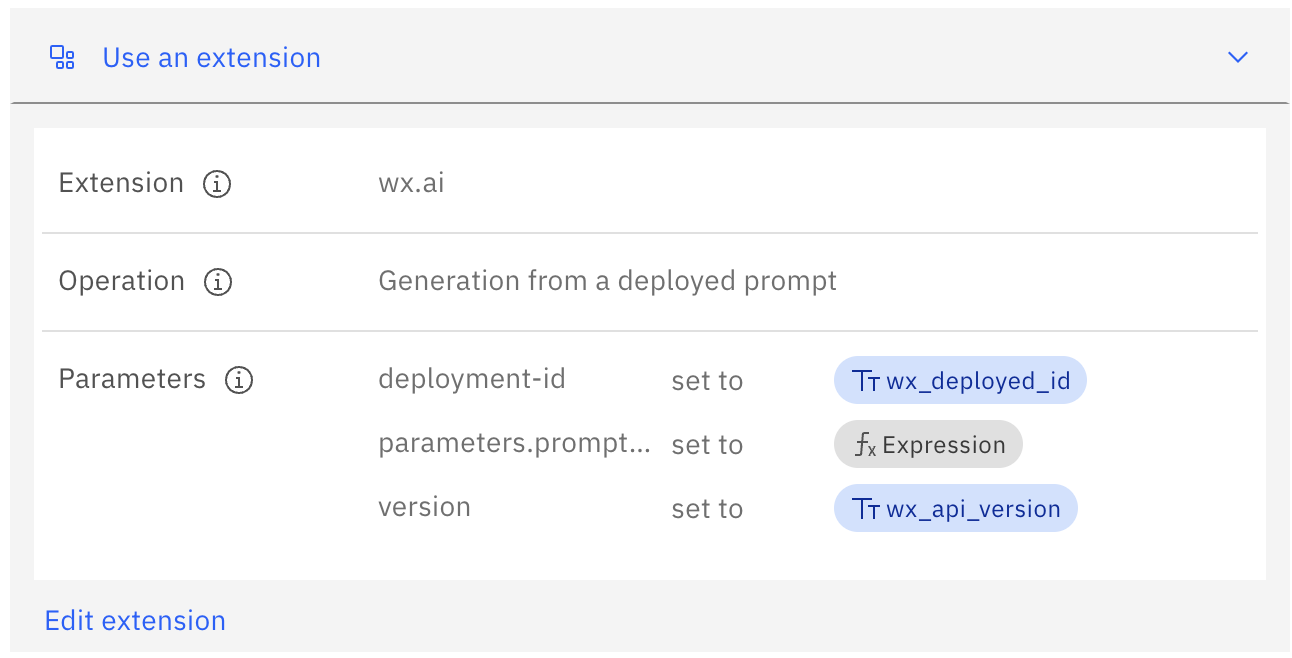 Use an extension
Extension wx.ai
Operation Generation from a deployed prompt
Parameters deployment-id set to wx_deployed_id
parameters.prompt... set to Expression
version set to wx_api_version
Edit extension